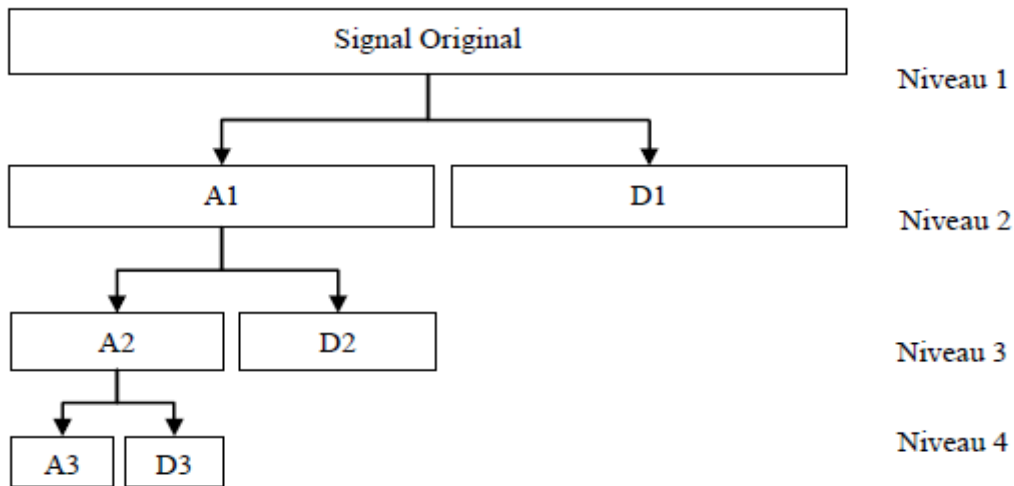 Signal Original
Niveau 1
A1
D1
Niveau 2
A2
D2
Niveau 3
A3
D3
Niveau 4